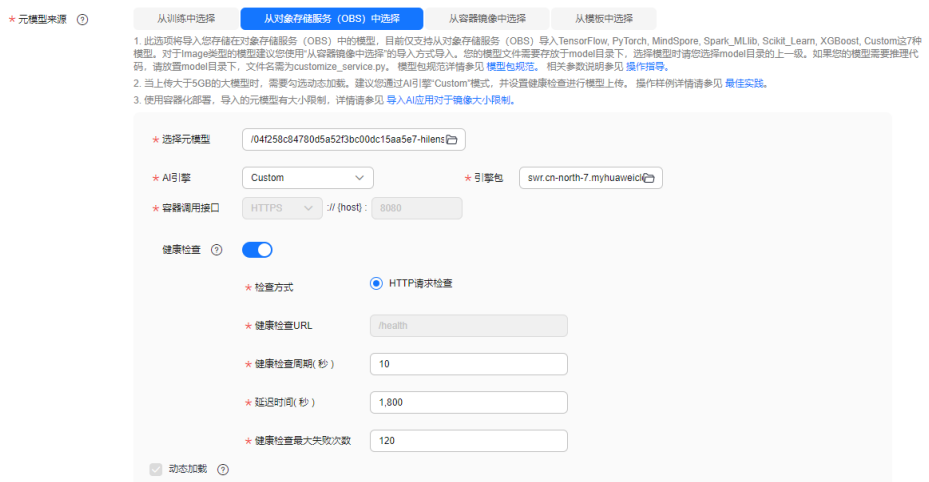 * 元模型来源 ?
从训练中选择 从对象存储服务（OBS）中选择 从容器镜像中选择 从模板中选择
1. 此选项将导入您存储在对象存储服务（OBS）中的模型，目前仅支持从对象存储服务（OBS）导入TensorFlow, PyTorch, MindSpore, Spark_MLlib, Scikit_Learn, XGBoost, Custom这7种
模型。对于Image类型的模型建议您使用“从容器镜像中选择”的导入方式导入。您的模型文件需要存放于model目录下，选择模型时请您选择model目录的上一级。如果您的模型需要推理代
码，请放置model目录下，文件名需为customize_service.py。 模型包规范详情参见 模型包规范。 相关参数说明参见 操作指导。
2. 当上传大于5GB的大模型时，需要勾选动态加载。建议您通过AI引擎“Custom”模式，并设置健康检查进行模型上传。 操作样例详情请参见 最佳实践。
3. 使用容器化部署，导入的元模型有大小限制，详情请参见 导入AI应用对于镜像大小限制。
* 选择元模型 /04f258c84780d5a52f3bc00dc15aa5e7-hilens
* AI引擎 Custom * 引擎包 swr.cn-north-7.myhuaweicl
* 容器调用接口 HTTPS :// {host} : 8080
健康检查 ?
* 检查方式 HTTP请求检查
* 健康检查URL /health
* 健康检查周期( 秒 ) 10
* 延迟时间( 秒 ) 1,800
* 健康检查最大失败次数 120
动态加载 ?